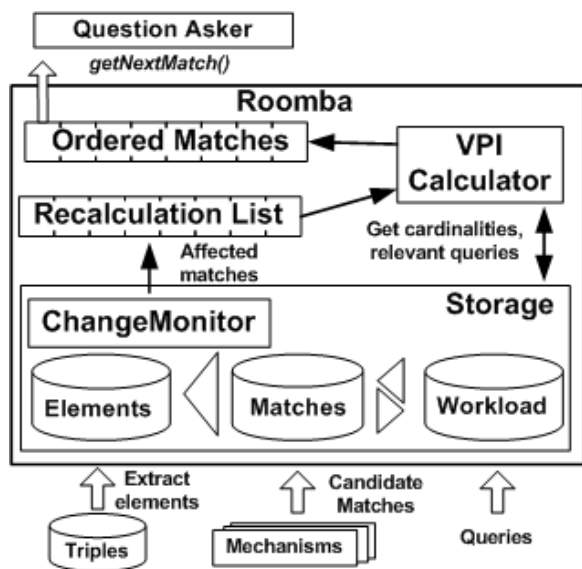 Question Asker
getNextMatch()
Roomba
Ordered Matches
VPI
Calculator
Recalculation List
Get cardinalities,
relevant queries
Affected
matches
Storage
ChangeMonitor
Elements
Matches
Workload
Extract
elements
Candidate
Matches
Queries
Triples
Mechanisms